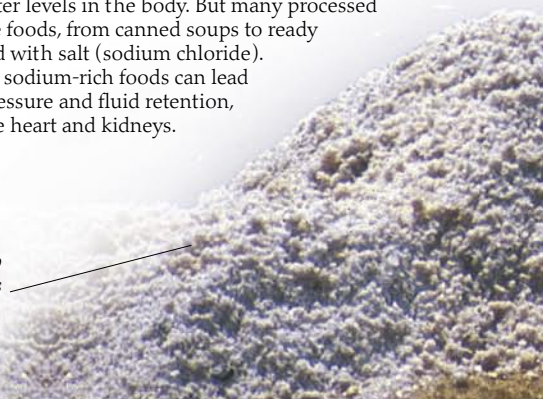 ter levels in the body. But many processed
foods, from canned soups to ready
d with salt (sodium chloride).
sodium-rich foods can lead
essure and fluid retention,
e heart and kidneys.